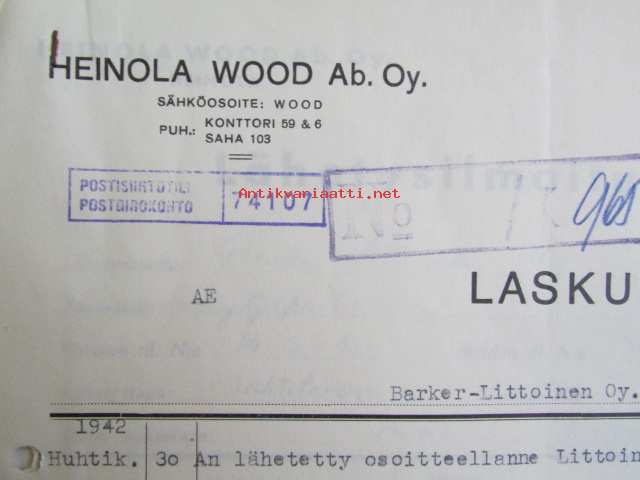 HEINOLA WOOD Ab. Oy.
SÄHKÖOSOITE: WOOD
PUH.: KONTTORI 59 & 6
SAHA 103
POSTISIIRTOTILI
POSTGIROKONTO
74107
Antikvariaatti.net
No
965
AE
LASKU
Barker-Littoinen Oy.
1942
Huhtik. 30 An lähetetty osoitteellanne Littoin